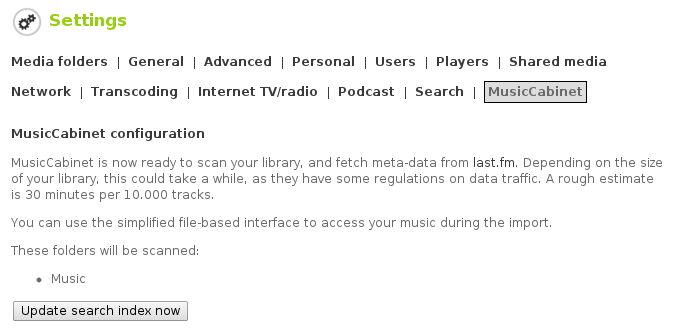 Settings
Media folders | General | Advanced | Personal | Users | Players | Shared media
Network | Transcoding | Internet TV/radio | Podcast | Search | MusicCabinet
MusicCabinet configuration
MusicCabinet is now ready to scan your library, and fetch meta-data from last.fm. Depending on the size
of your library, this could take a while, as they have some regulations on data traffic. A rough estimate
is 30 minutes per 10.000 tracks.
You can use the simplified file-based interface to access your music during the import.
These folders will be scanned:
• Music
Update search index now